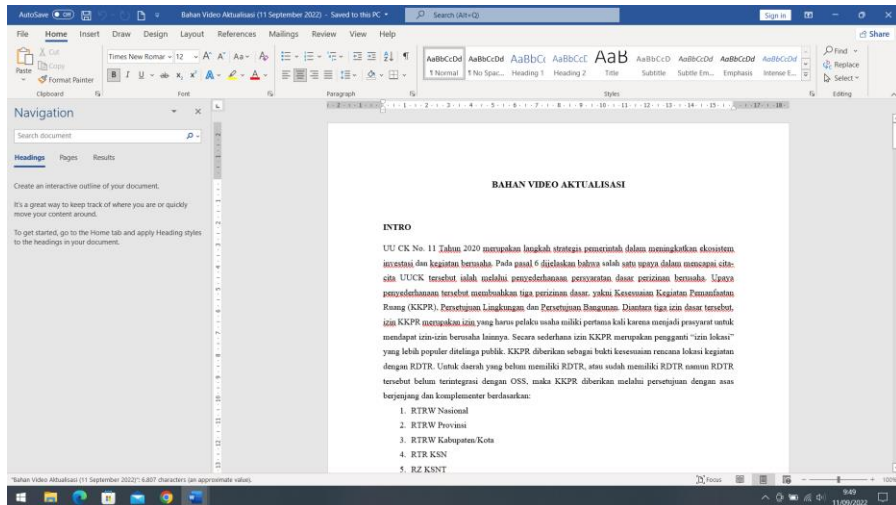 AutoSave Off
Bahan Video Aktualisasi (11 September 2022) - Saved to this PC
Search (Alt+Q)
Sign in
File Home Insert Draw Design Layout References Mailings Review View Help
Share
Cut
Copy
Format Painter
Paste
Times New Roman 12
AaBbCcDd AaBbCcDd AaBbCc AaBbCcC AaB AaBbCcD AaBbCcDd AaBbCcDd AaBbCcDd
¶ Normal ¶ No Spac... Heading 1 Heading 2 Title Subtitle Subtle Em... Emphasis Intense E...
Find
Replace
Select
Clipboard Font Paragraph Styles Editing
Navigation
Search document
Headings Pages Results
Create an interactive outline of your document.
It's a great way to keep track of where you are or quickly
move your content around.
To get started, go to the Home tab and apply Heading styles
to the headings in your document.
BAHAN VIDEO AKTUALISASI
INTRO
UU CK No. 11 Tahun 2020 merupakan langkah strategis pemerintah dalam meningkatkan ekosistem
investasi dan kegiatan berusaha. Pada pasal 6 dijelaskan bahwa salah satu upaya dalam mencapai cita-
cita UUCK tersebut ialah melalui penyederhanaan persyaratan dasar perizinan berusaha. Upaya
penyederhanaan tersebut membuahkan tiga perizinan dasar, yakni Kesesuaian Kegiatan Pemanfaatan
Ruang (KKPR), Persetujuan Lingkungan dan Persetujuan Bangunan. Diantara tiga izin dasar tersebut,
izin KKPR merupakan izin yang harus pelaku usaha miliki pertama kali karena menjadi prasyarat untuk
mendapat izin-izin berusaha lainnya. Secara sederhana izin KKPR merupakan pengganti “izin lokasi”
yang lebih populer ditelinga publik. KKPR diberikan sebagai bukti kesesuaian rencana lokasi kegiatan
dengan RDTR. Untuk daerah yang belum memiliki RDTR, atau sudah memiliki RDTR namun RDTR
tersebut belum terintegrasi dengan OSS, maka KKPR diberikan melalui persetujuan dengan asas
berjenjang dan komplementer berdasarkan:
1. RTRW Nasional
2. RTRW Provinsi
3. RTRW Kabupaten/Kota
4. RTR KSN
5. RZ KSNT
"Bahan Video Aktualisasi (11 September 2022)": 6.807 characters (an approximate value).
Focus
100%
9:49
11/09/2022